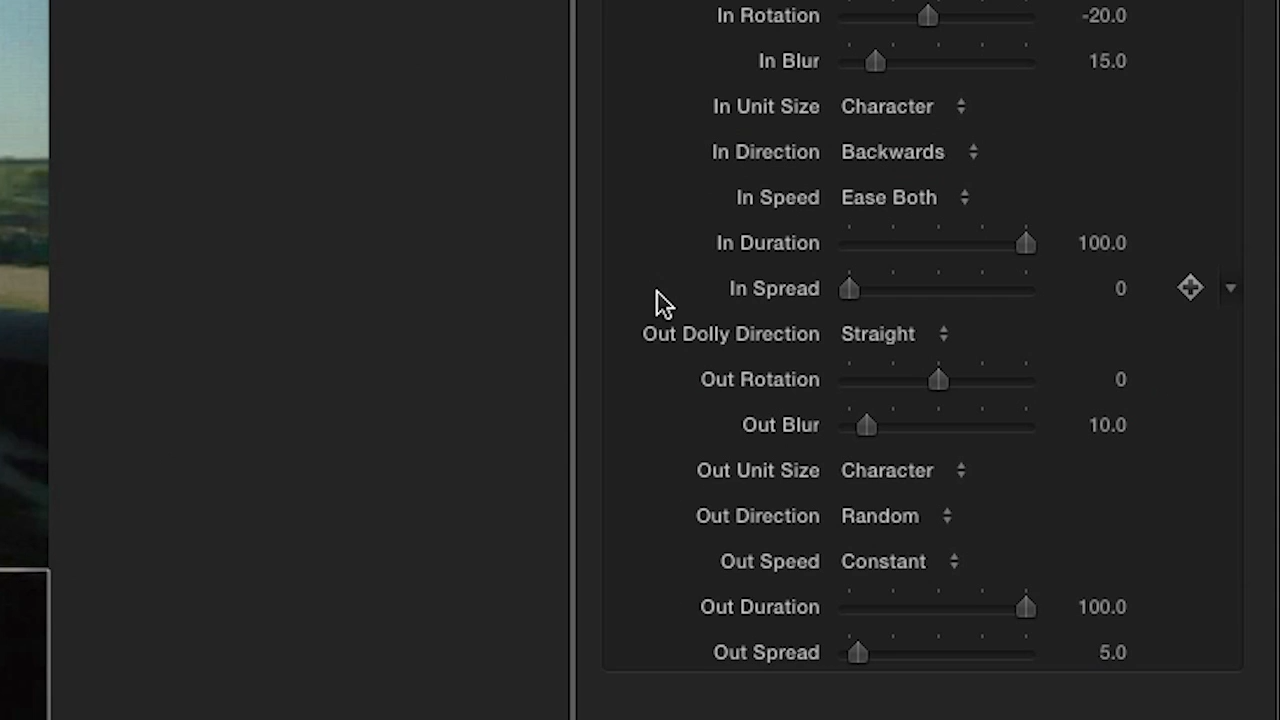 In Rotation -20.0
In Blur 15.0
In Unit Size Character
In Direction Backwards
In Speed Ease Both
In Duration 100.0
In Spread 0
Out Dolly Direction Straight
Out Rotation 0
Out Blur 10.0
Out Unit Size Character
Out Direction Random
Out Speed Constant
Out Duration 100.0
Out Spread 5.0